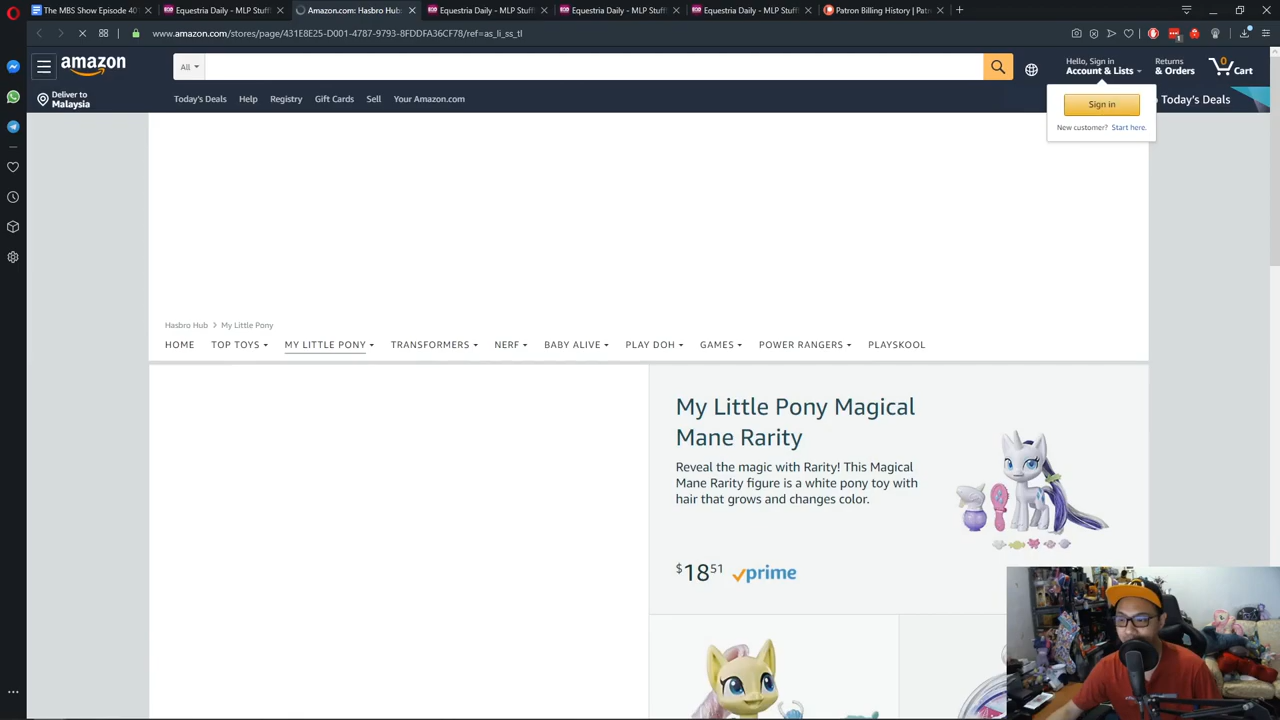 The MBS Show Episode 40
Equestria Daily - MLP Stuff!
Amazon.com: Hasbro Hub:
Equestria Daily - MLP Stuff!
Equestria Daily - MLP Stuff!
Equestria Daily - MLP Stuff!
Patron Billing History | Pat
www.amazon.com/stores/page/431E8E25-D001-4787-9793-8FDDFA36CF78/ref=as_li_ss_tl
1
amazon
All
Hello, Sign in
Account & Lists
Returns
& Orders
0
Cart
Deliver to
Malaysia
Today's Deals Help Registry Gift Cards Sell Your Amazon.com
Today's Deals
Sign in
New customer? Start here.
Hasbro Hub > My Little Pony
HOME TOP TOYS MY LITTLE PONY TRANSFORMERS NERF BABY ALIVE PLAY DOH GAMES POWER RANGERS PLAYSKOOL
My Little Pony Magical
Mane Rarity
Reveal the magic with Rarity! This Magical
Mane Rarity figure is a white pony toy with
hair that grows and changes color.
$1851 prime